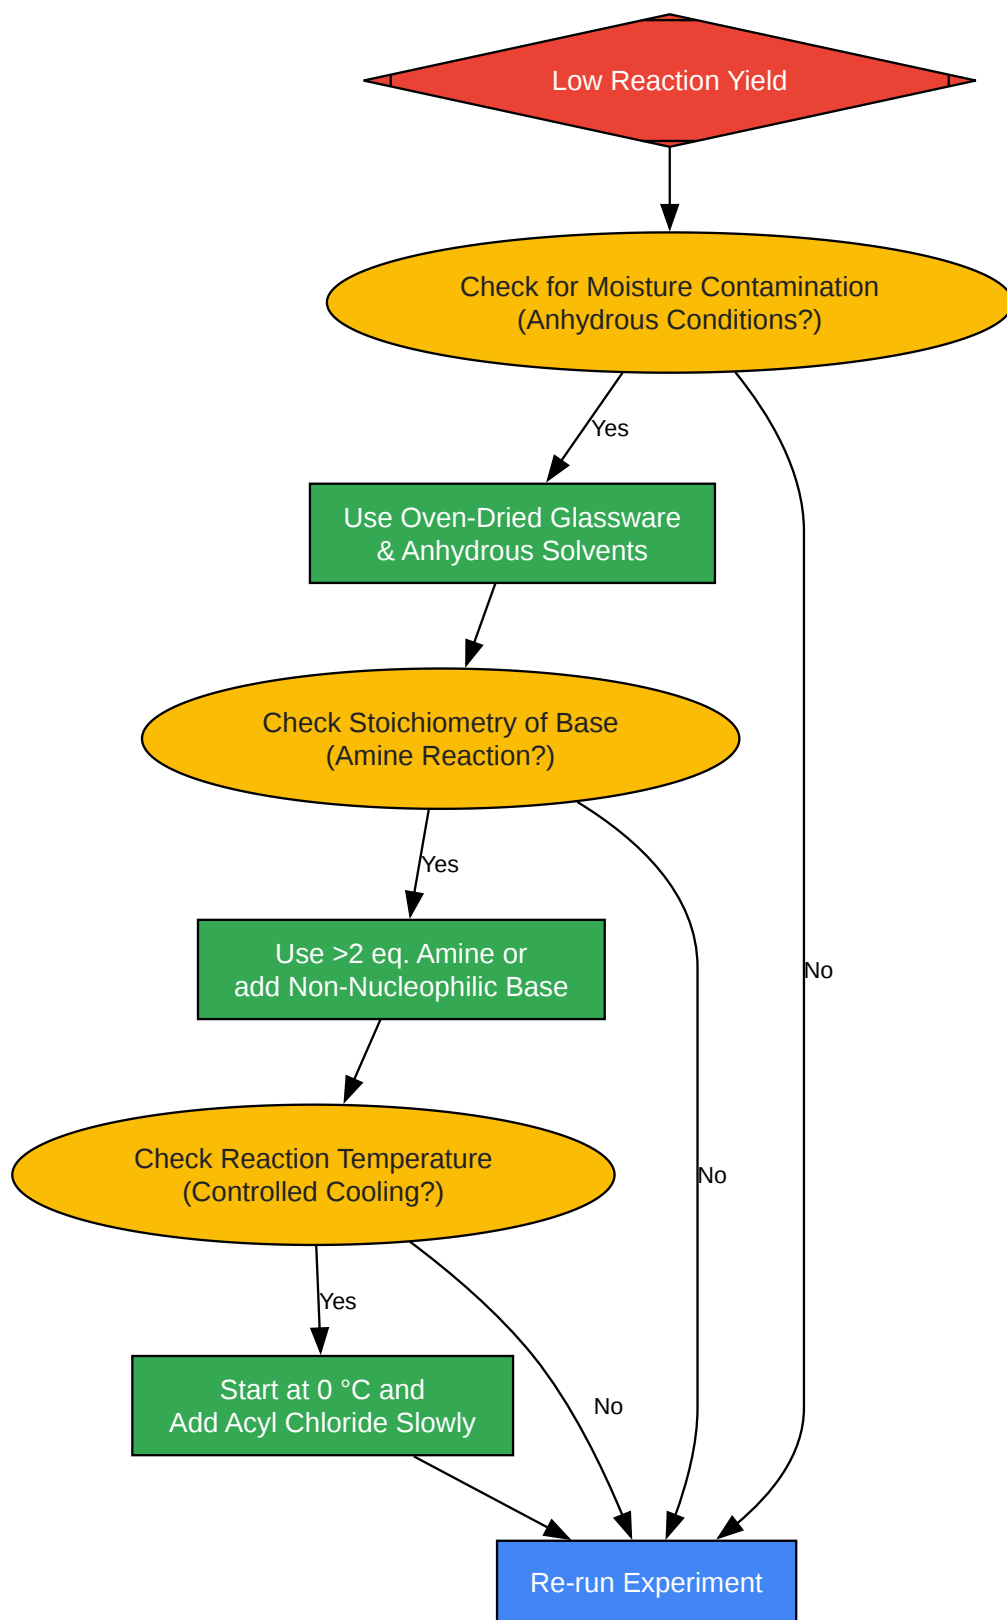 Low Reaction Yield
Check for Moisture Contamination
(Anhydrous Conditions?)
Yes
Use Oven-Dried Glassware
& Anhydrous Solvents
Check Stoichiometry of Base
(Amine Reaction?)
Yes
Use >2 eq. Amine or
add Non-Nucleophilic Base
No
Check Reaction Temperature
(Controlled Cooling?)
No
Yes
Start at 0 °C and
Add Acyl Chloride Slowly
No
Re-run Experiment